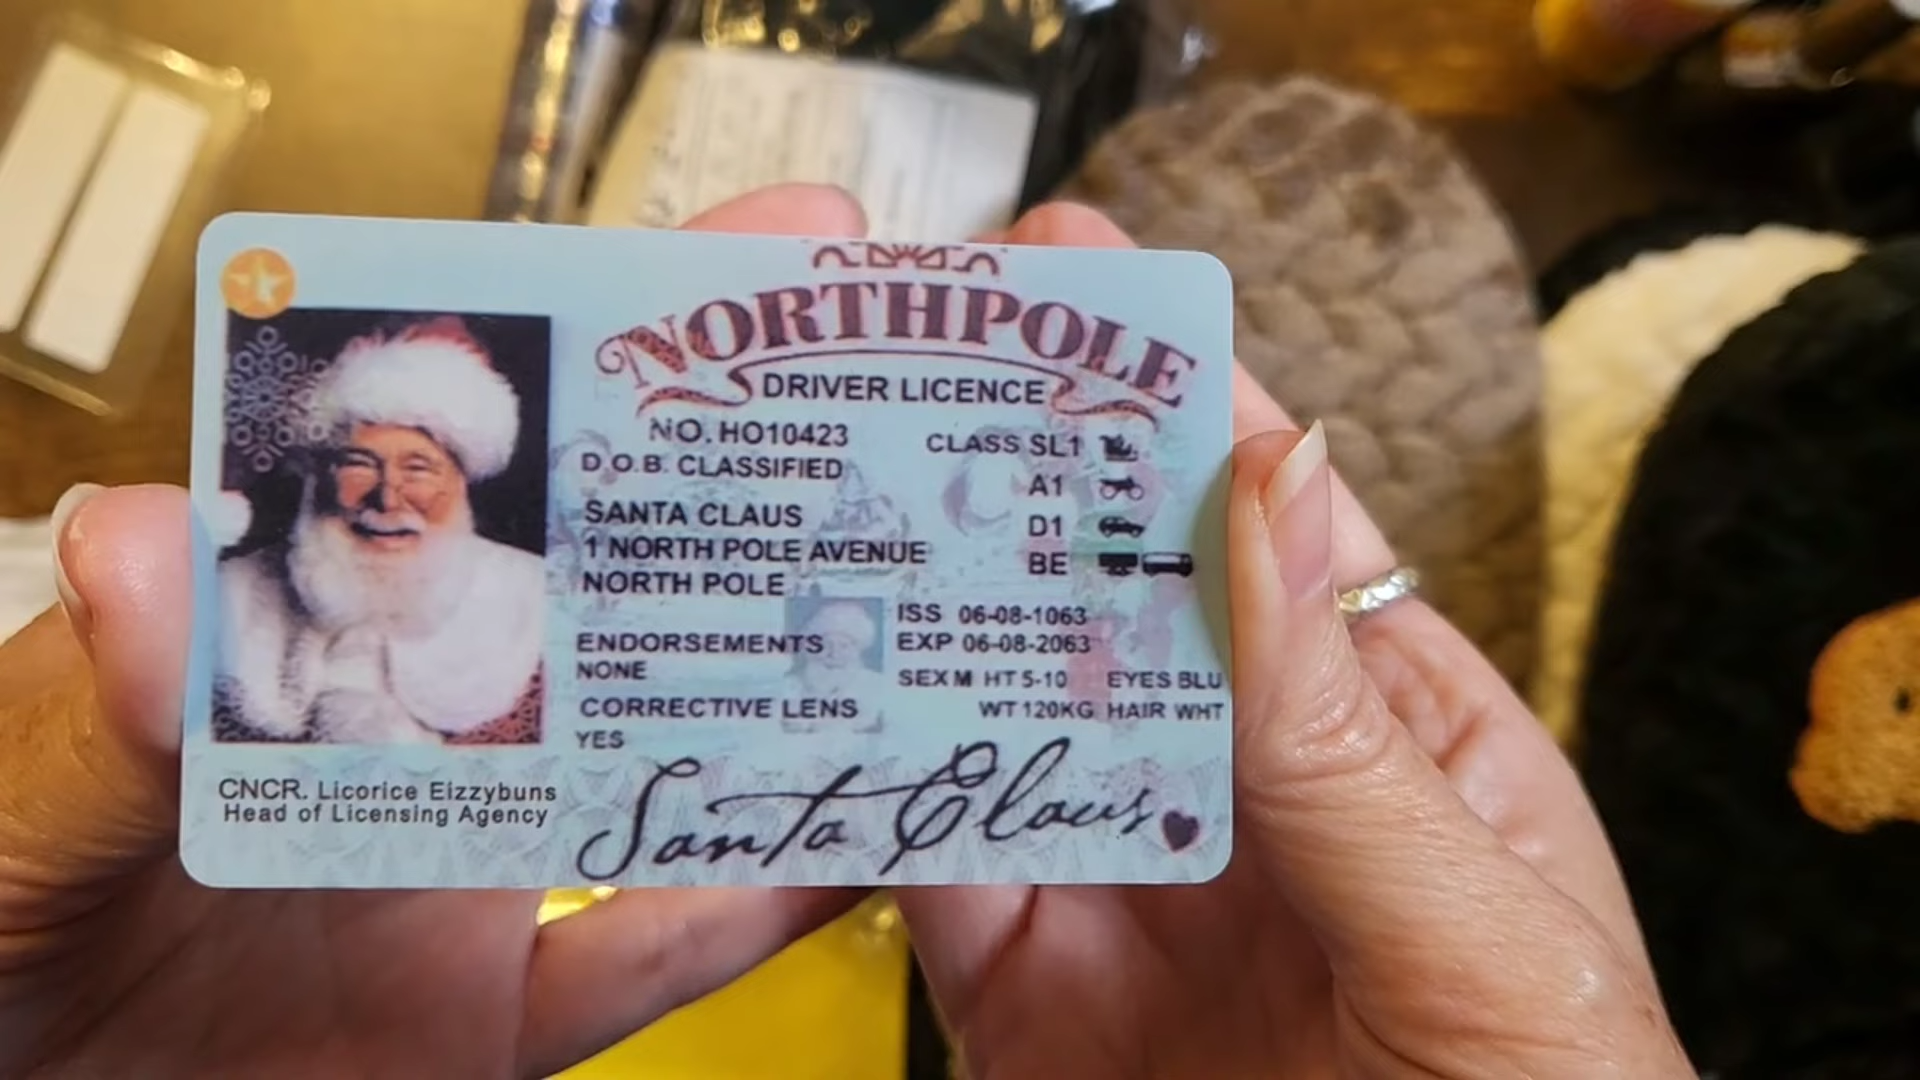 NORTHPOLE
DRIVER LICENCE
NO. HO10423
D.O.B. CLASSIFIED
SANTA CLAUS
1 NORTH POLE AVENUE
NORTH POLE
CLASS SL1
A1
D1
BE
ISS 06-08-1063
EXP 06-08-2063
ENDORSEMENTS
NONE
SEX M HT 5-10 EYES BLU
WT 120KG HAIR WHT
CORRECTIVE LENS
YES
CNCR. Licorice Eizzybuns
Head of Licensing Agency
Santa Claus